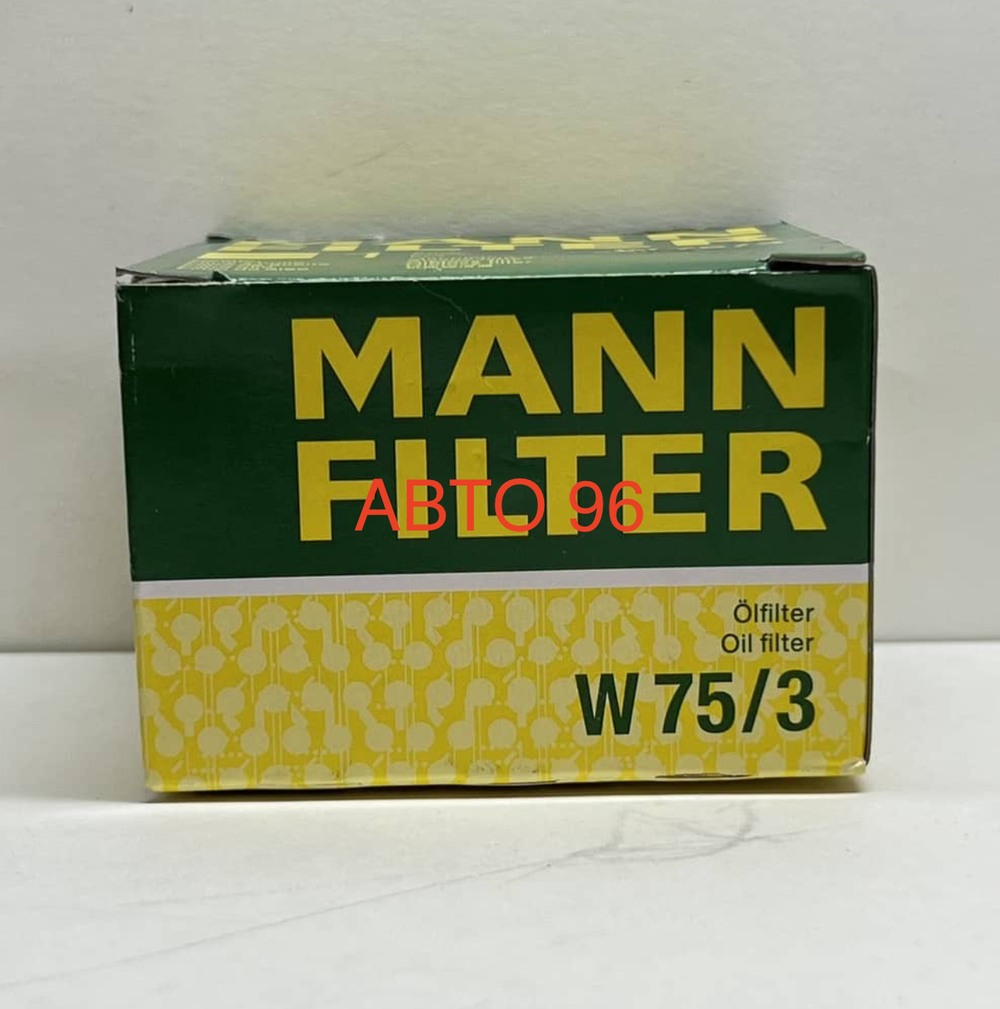 MANN
FILTER
АВТО 96
Ölfilter
Oil filter
W 75/3